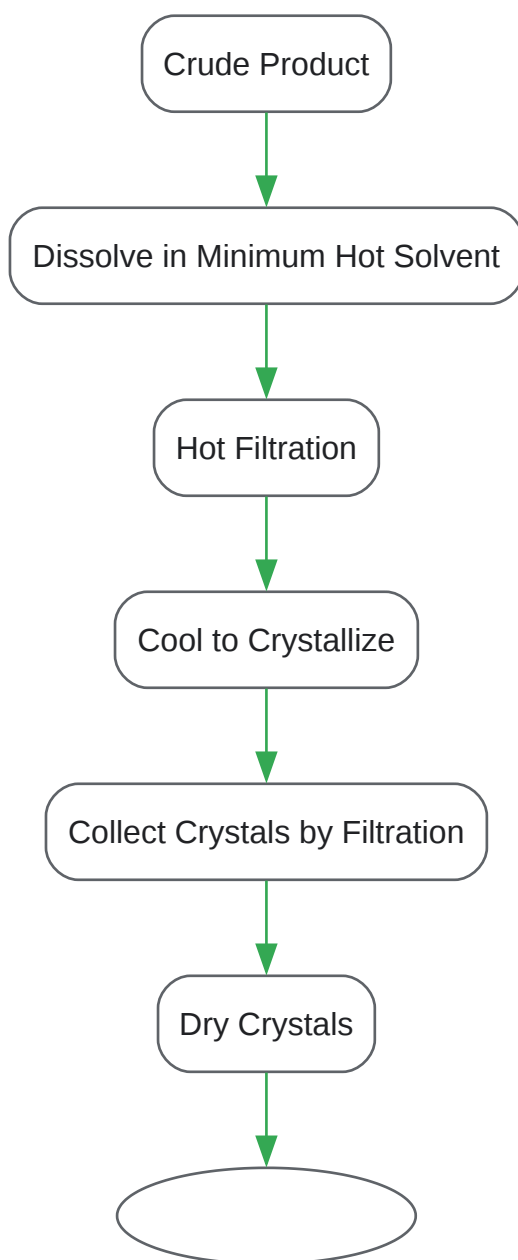 Crude Product
Dissolve in Minimum Hot Solvent
Hot Filtration
Cool to Crystallize
Collect Crystals by Filtration
Dry Crystals